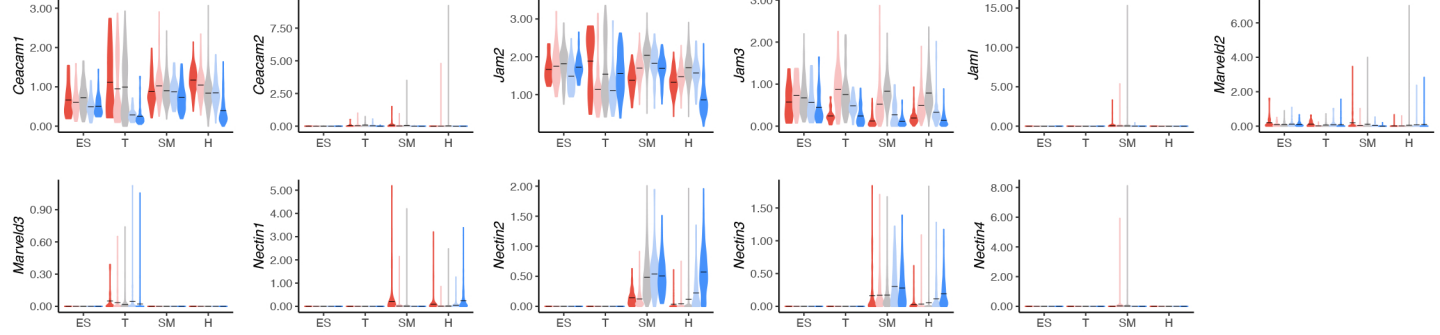 Ceacam1
3.00
2.00
1.00
0.00
ES T SM H
Ceacam2
7.50
5.00
2.50
0.00
ES T SM H
Jam2
3.00
2.00
1.00
ES T SM H
Jam3
3.00
2.00
1.00
0.00
ES T SM H
Jaml
15.00
10.00
5.00
0.00
ES T SM H
Marveld2
6.00
4.00
2.00
0.00
ES T SM H
Marveld3
0.90
0.60
0.30
0.00
ES T SM H
Nectin1
5.00
4.00
3.00
2.00
1.00
0.00
ES T SM H
Nectin2
2.00
1.50
1.00
0.50
0.00
ES T SM H
Nectin3
1.50
1.00
0.50
0.00
ES T SM H
Nectin4
8.00
6.00
4.00
2.00
0.00
ES T SM H